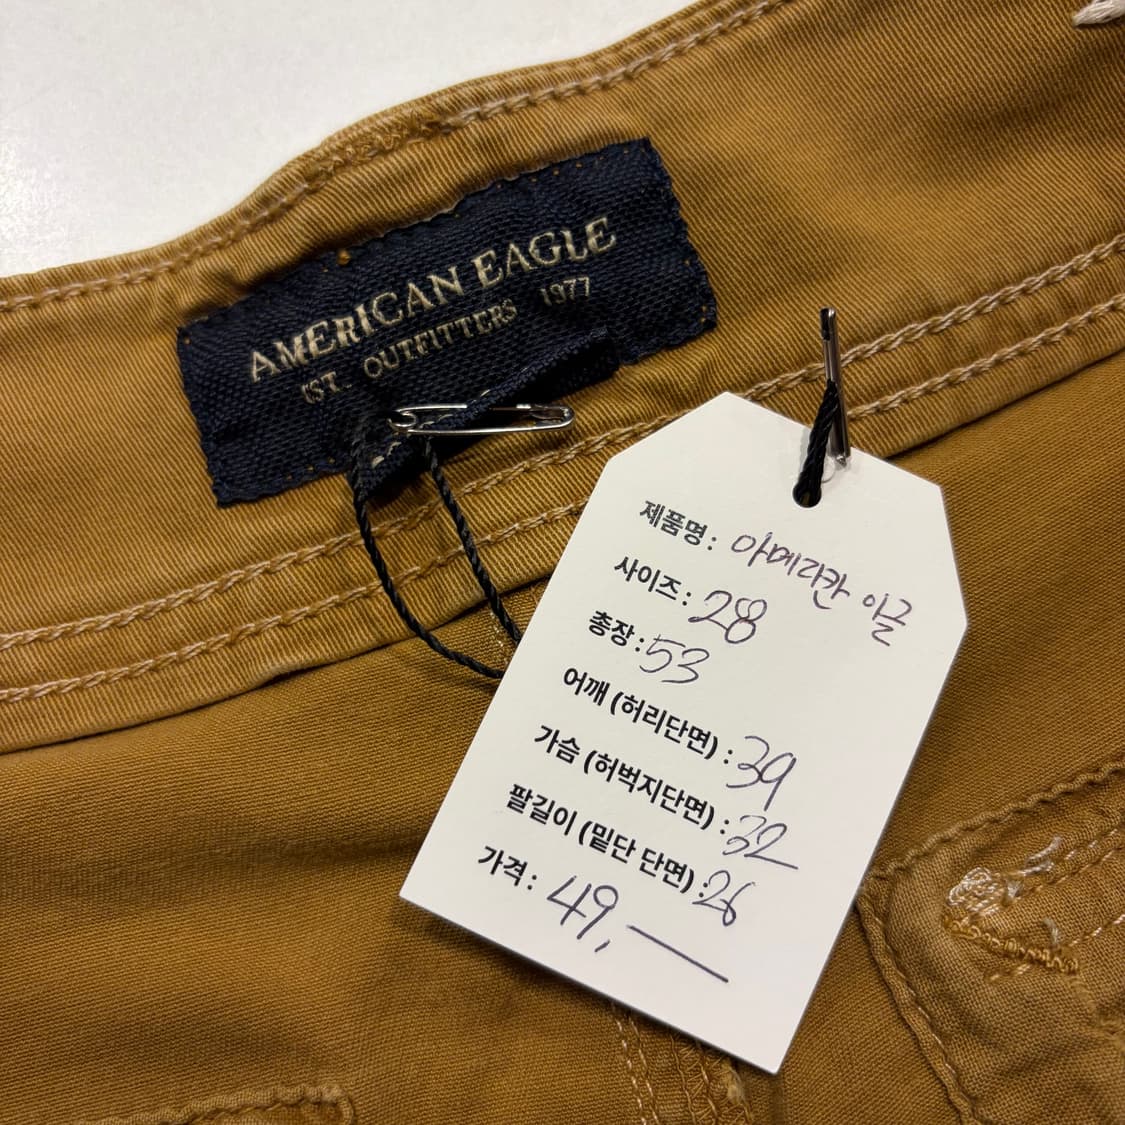 AMERICAN EAGLE
EST. OUTFITTERS 1977
제품명: 아메리칸 이글
사이즈: 28
총장: 53
어깨 (허리단면) : 39
가슴 (허벅지단면) : 32
팔길이 (밑단 단면) : 26
가격: 49,—